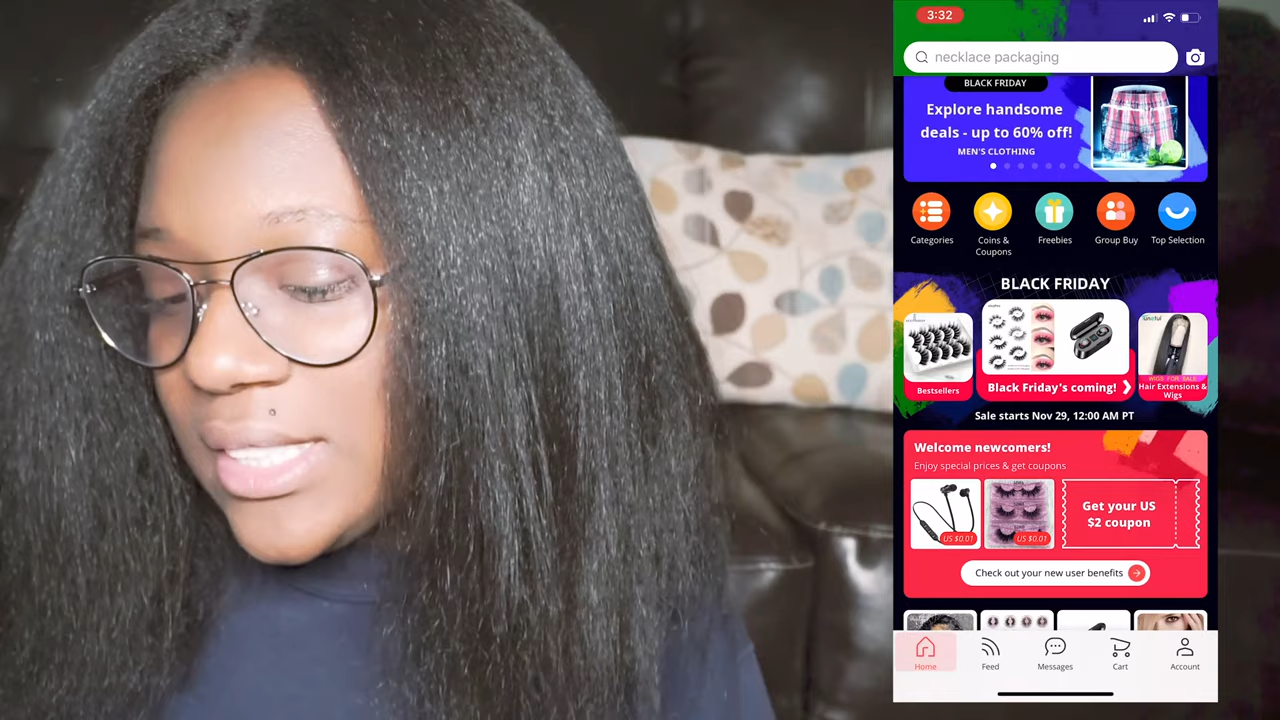 3:32
necklace packaging
BLACK FRIDAY
Explore handsome
deals - up to 60% off!
MEN'S CLOTHING
Categories
Coins &
Coupons
Freebies
Group Buy
Top Selection
BLACK FRIDAY
Bestsellers
Black Friday's coming!
WIGS FOR SALE
Hair Extensions &
Wigs
Sale starts Nov 29, 12:00 AM PT
Welcome newcomers!
Enjoy special prices & get coupons
US $0.01
US $0.01
Get your US
$2 coupon
Check out your new user benefits
Home
Feed
Messages
Cart
Account